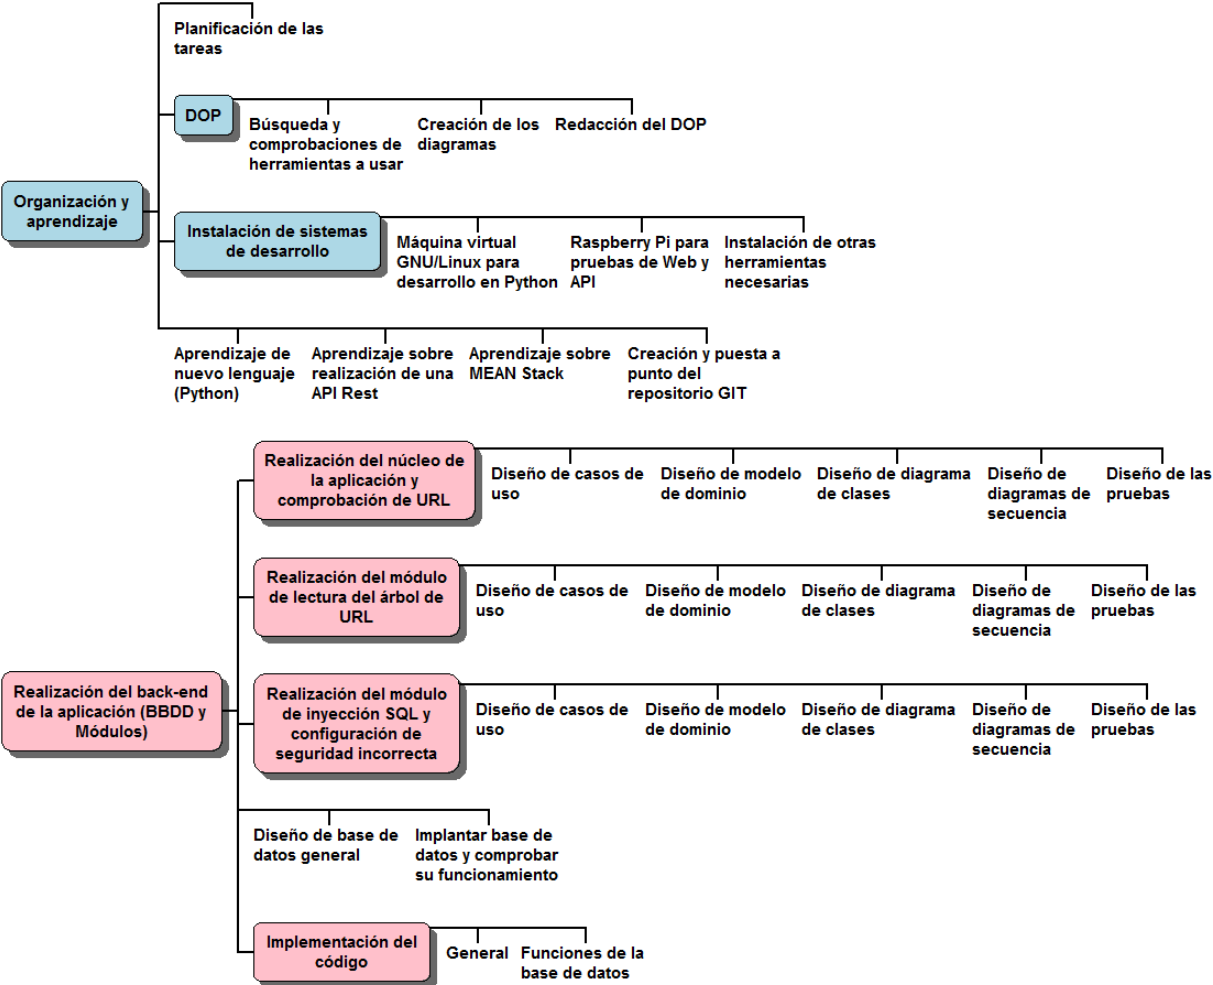 Planificación de las
tareas
DOP
Búsqueda y
comprobaciones de
herramientas a usar
Creación de los
diagramas
Redacción del DOP
Organización y
aprendizaje
Instalación de sistemas
de desarrollo
Máquina virtual
GNU/Linux para
desarrollo en Python
Raspberry Pi para
pruebas de Web y
API
Instalación de otras
herramientas
necesarias
Aprendizaje de
nuevo lenguaje
(Python)
Aprendizaje sobre
realización de una
API Rest
Aprendizaje sobre
MEAN Stack
Creación y puesta a
punto del
repositorio GIT
Realización del núcleo de
la aplicación y
comprobación de URL
Diseño de casos de
uso
Diseño de modelo
de dominio
Diseño de diagrama
de clases
Diseño de
diagramas de
secuencia
Diseño de las
pruebas
Realización del módulo
de lectura del árbol de
URL
Diseño de casos de
uso
Diseño de modelo
de dominio
Diseño de diagrama
de clases
Diseño de
diagramas de
secuencia
Diseño de las
pruebas
Realización del back-end
de la aplicación (BBDD y
Módulos)
Realización del módulo
de inyección SQL y
configuración de
seguridad incorrecta
Diseño de casos de
uso
Diseño de modelo
de dominio
Diseño de diagrama
de clases
Diseño de
diagramas de
secuencia
Diseño de las
pruebas
Diseño de base de
datos general
Implantar base de
datos y comprobar
su funcionamiento
Implementación del
código
General
Funciones de la
base de datos